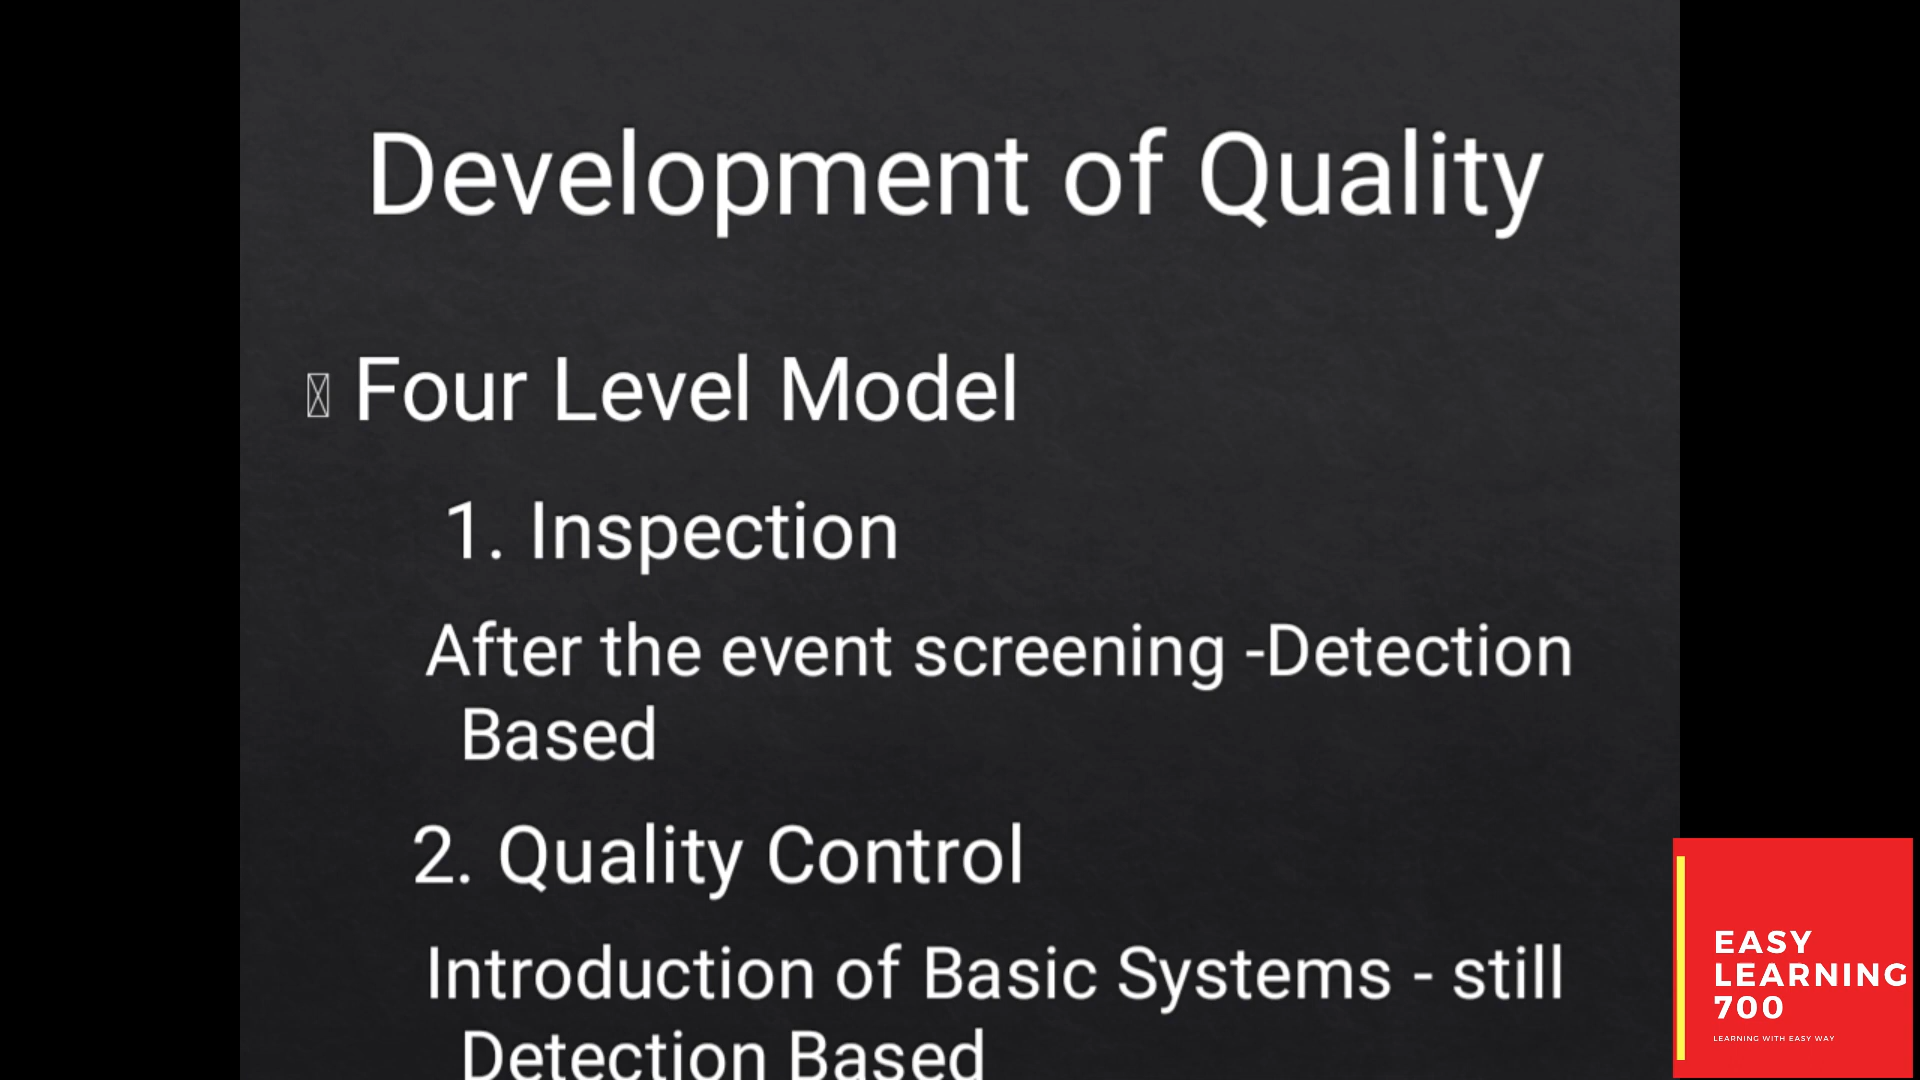 Development of Quality
Four Level Model
1. Inspection
After the event screening -Detection
Based
2. Quality Control
Introduction of Basic Systems - still
Detection Based
EASY
LEARNING
700
LEARNING WITH EASY WAY